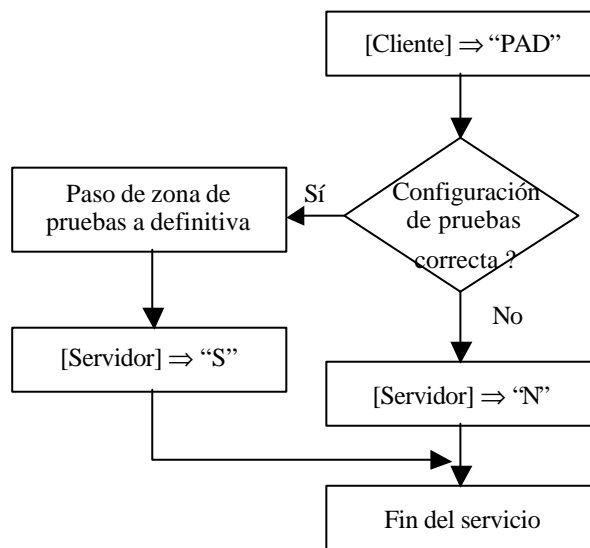 [Cliente] ⇒ “PAD”
Configuración
de pruebas
correcta ?
Sí
Paso de zona de
pruebas a definitiva
No
[Servidor] ⇒ “S”
[Servidor] ⇒ “N”
Fin del servicio